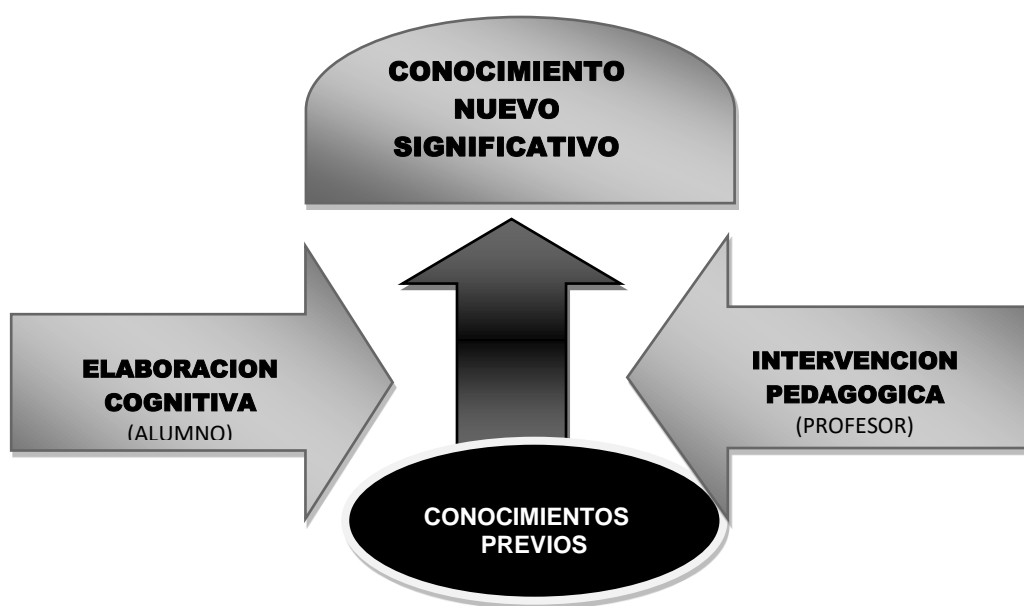 CONOCIMIENTO
NUEVO
SIGNIFICATIVO
ELABORACION
COGNITIVA
(ALUMNO)
INTERVENCION
PEDAGOGICA
(PROFESOR)
CONOCIMIENTOS
PREVIOS